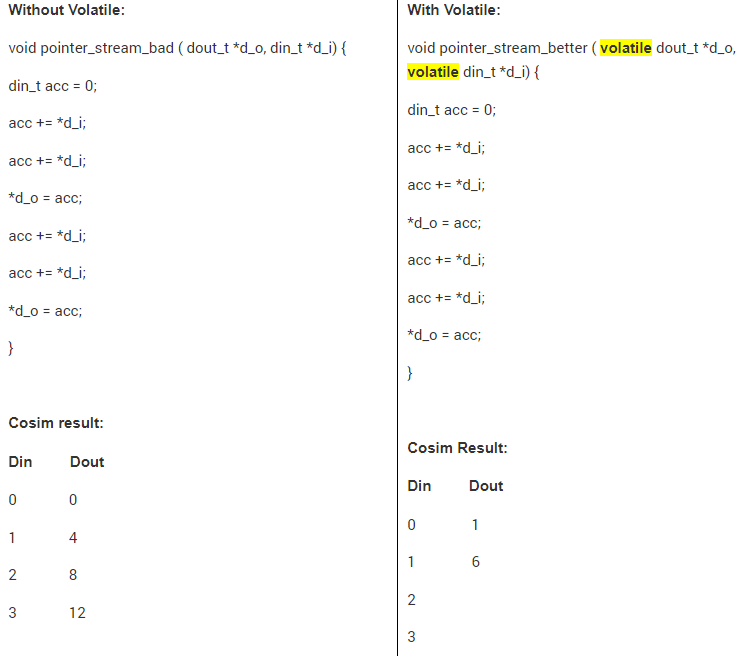 Without Volatile:
void pointer_stream_bad ( dout_t *d_o, din_t *d_i) {
din_t acc = 0;
acc += *d_i;
acc += *d_i;
*d_o = acc;
acc += *d_i;
acc += *d_i;
*d_o = acc;
}
Cosim result:
Din Dout
0 0
1 4
2 8
3 12
With Volatile:
void pointer_stream_better ( volatile dout_t *d_o,
volatile din_t *d_i) {
din_t acc = 0;
acc += *d_i;
acc += *d_i;
*d_o = acc;
acc += *d_i;
acc += *d_i;
*d_o = acc;
}
Cosim Result:
Din Dout
0 1
1 6
2
3